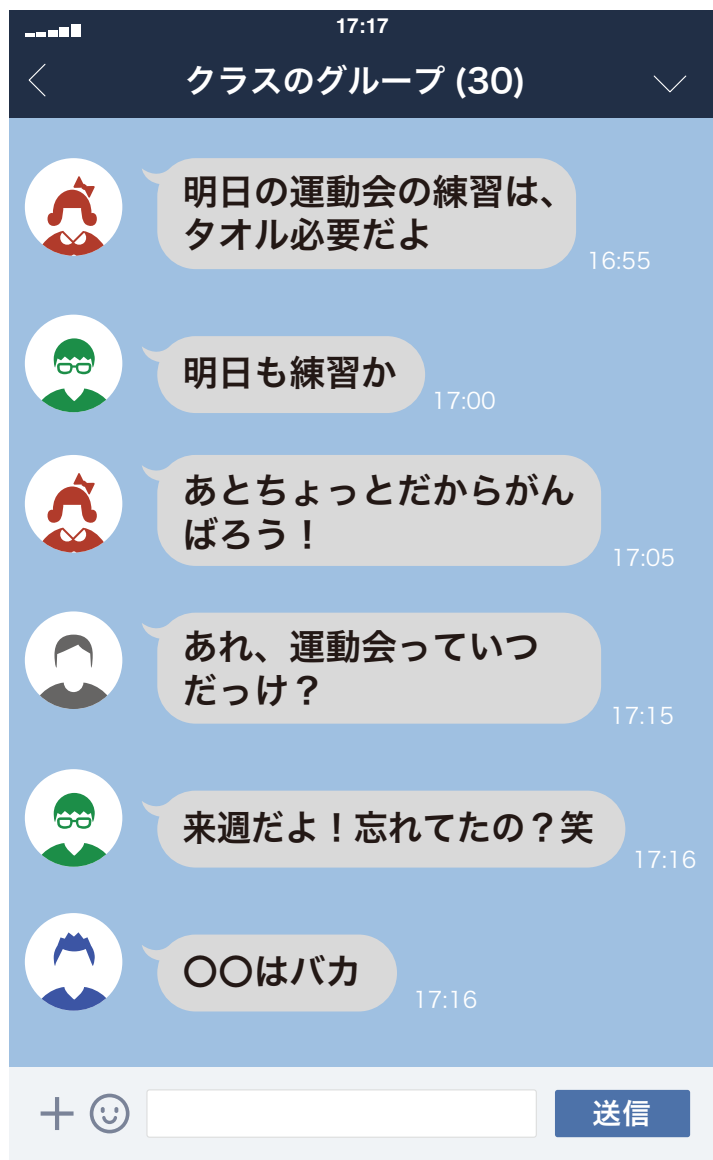 17:17
クラスのグループ (30)
明日の運動会の練習は、
タオル必要だよ
16:55
明日も練習か
17:00
あとちょっとだからがん
ばろう！
17:05
あれ、運動会っていつ
だっけ？
17:15
来週だよ！忘れてたの？笑
17:16
〇〇はバカ
17:16
送信